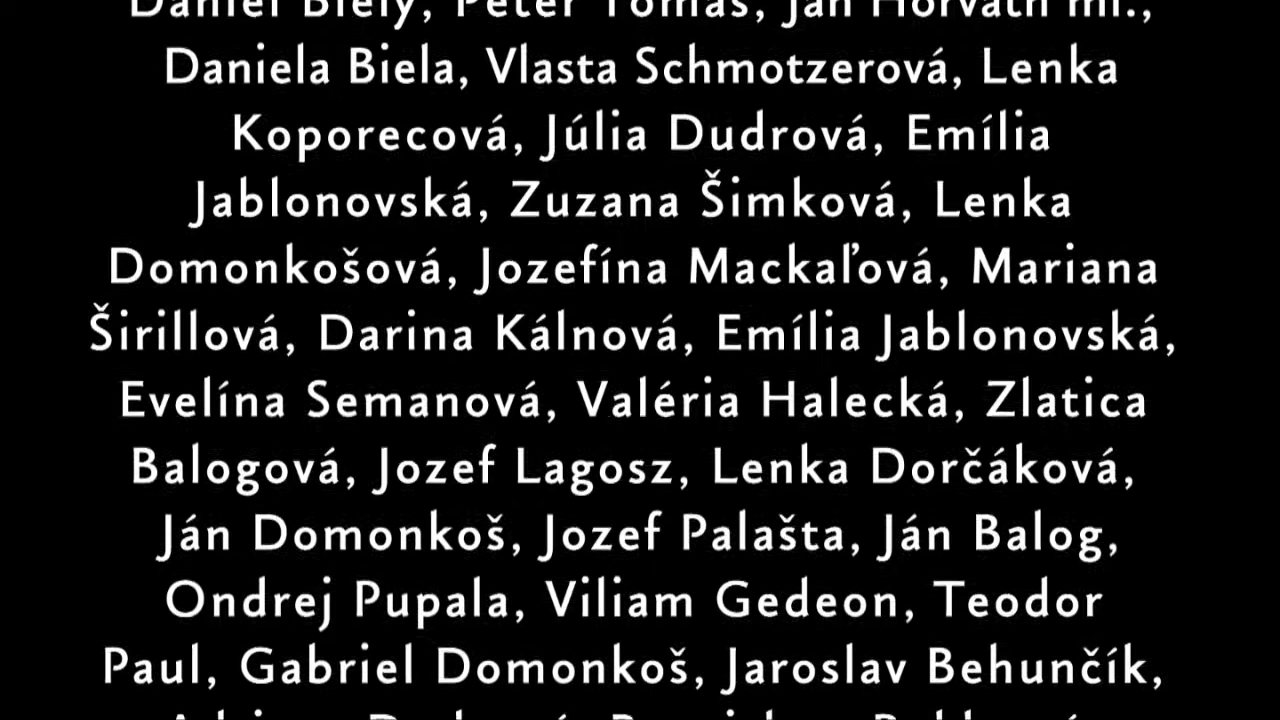 Daniel Biely, Peter Tomáš, Ján Horváth ml.,
Daniela Biela, Vlasta Schmotzerová, Lenka
Koporecová, Júlia Dudrová, Emília
Jablonovská, Zuzana Šimková, Lenka
Domonkošová, Jozefína Mackaľová, Mariana
Širillová, Darina Kálnová, Emília Jablonovská,
Evelína Semanová, Valéria Halecká, Zlatica
Balogová, Jozef Lagosz, Lenka Dorčáková,
Ján Domonkoš, Jozef Palašta, Ján Balog,
Ondrej Pupala, Viliam Gedeon, Teodor
Paul, Gabriel Domonkoš, Jaroslav Behunčík,